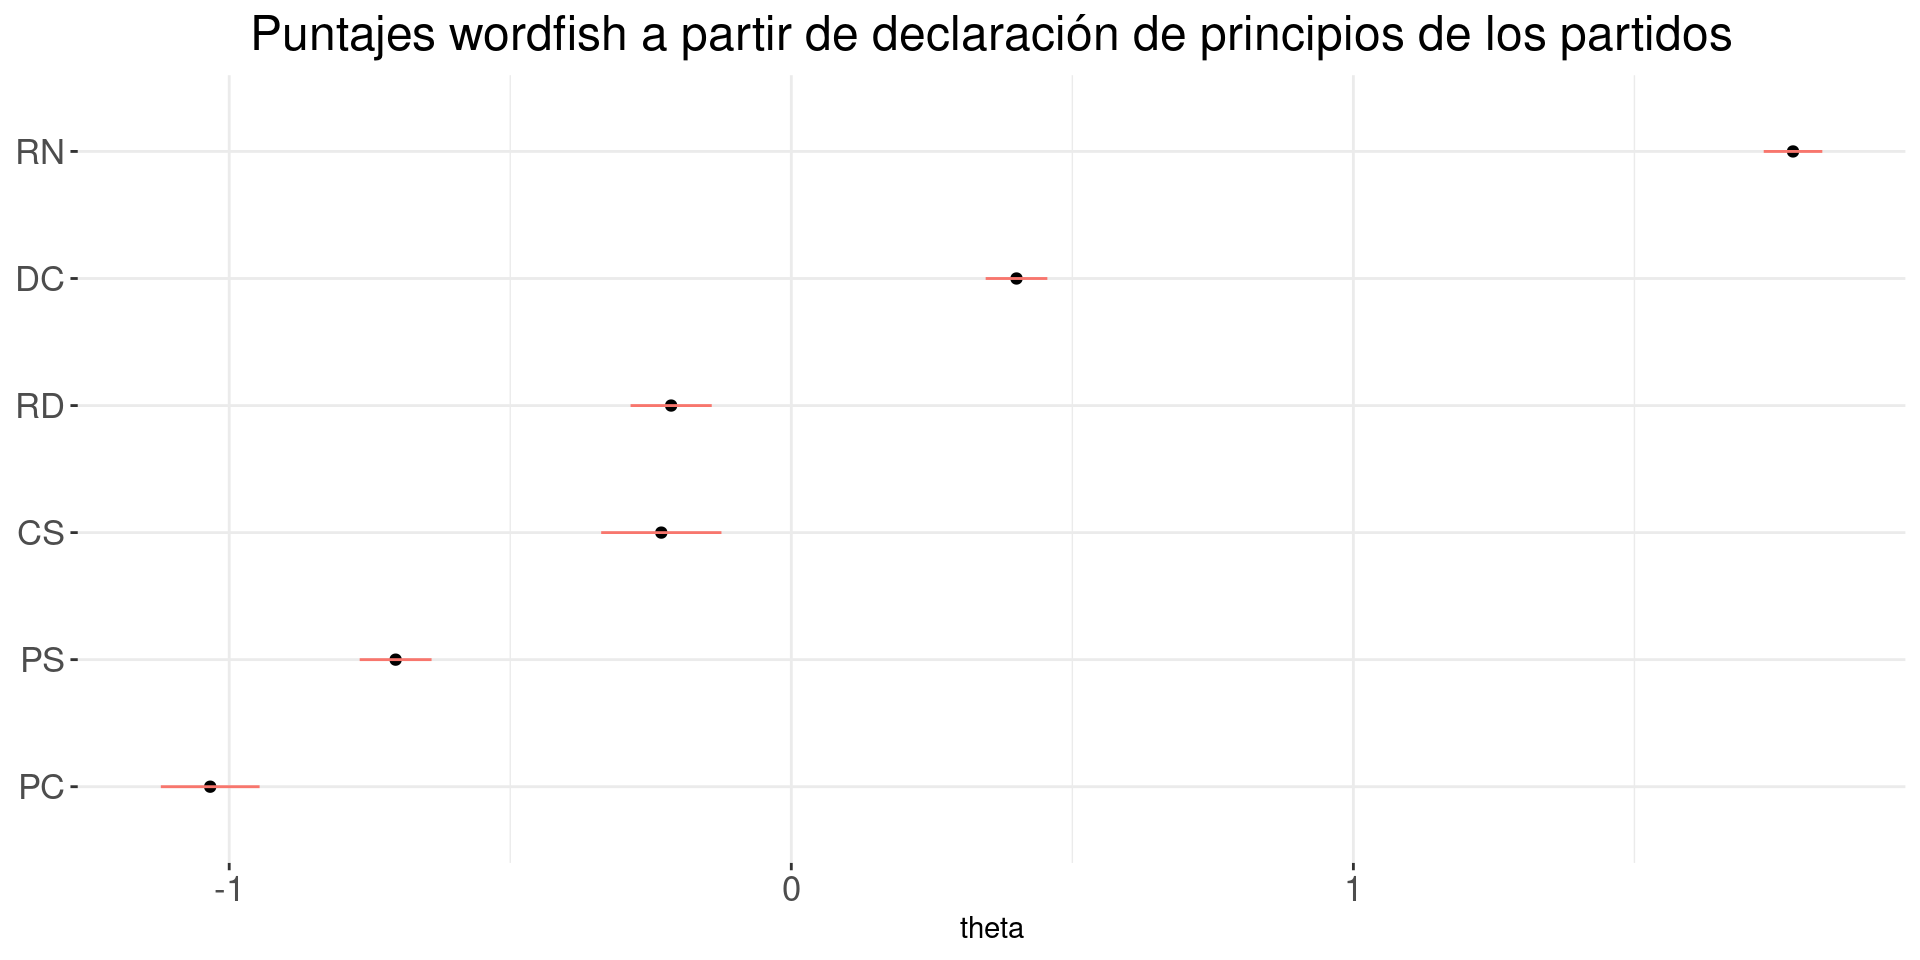 Puntajes wordfish a partir de declaración de principios de los partidos
RN
DC
RD
CS
PS
PC
-1 0 1
theta